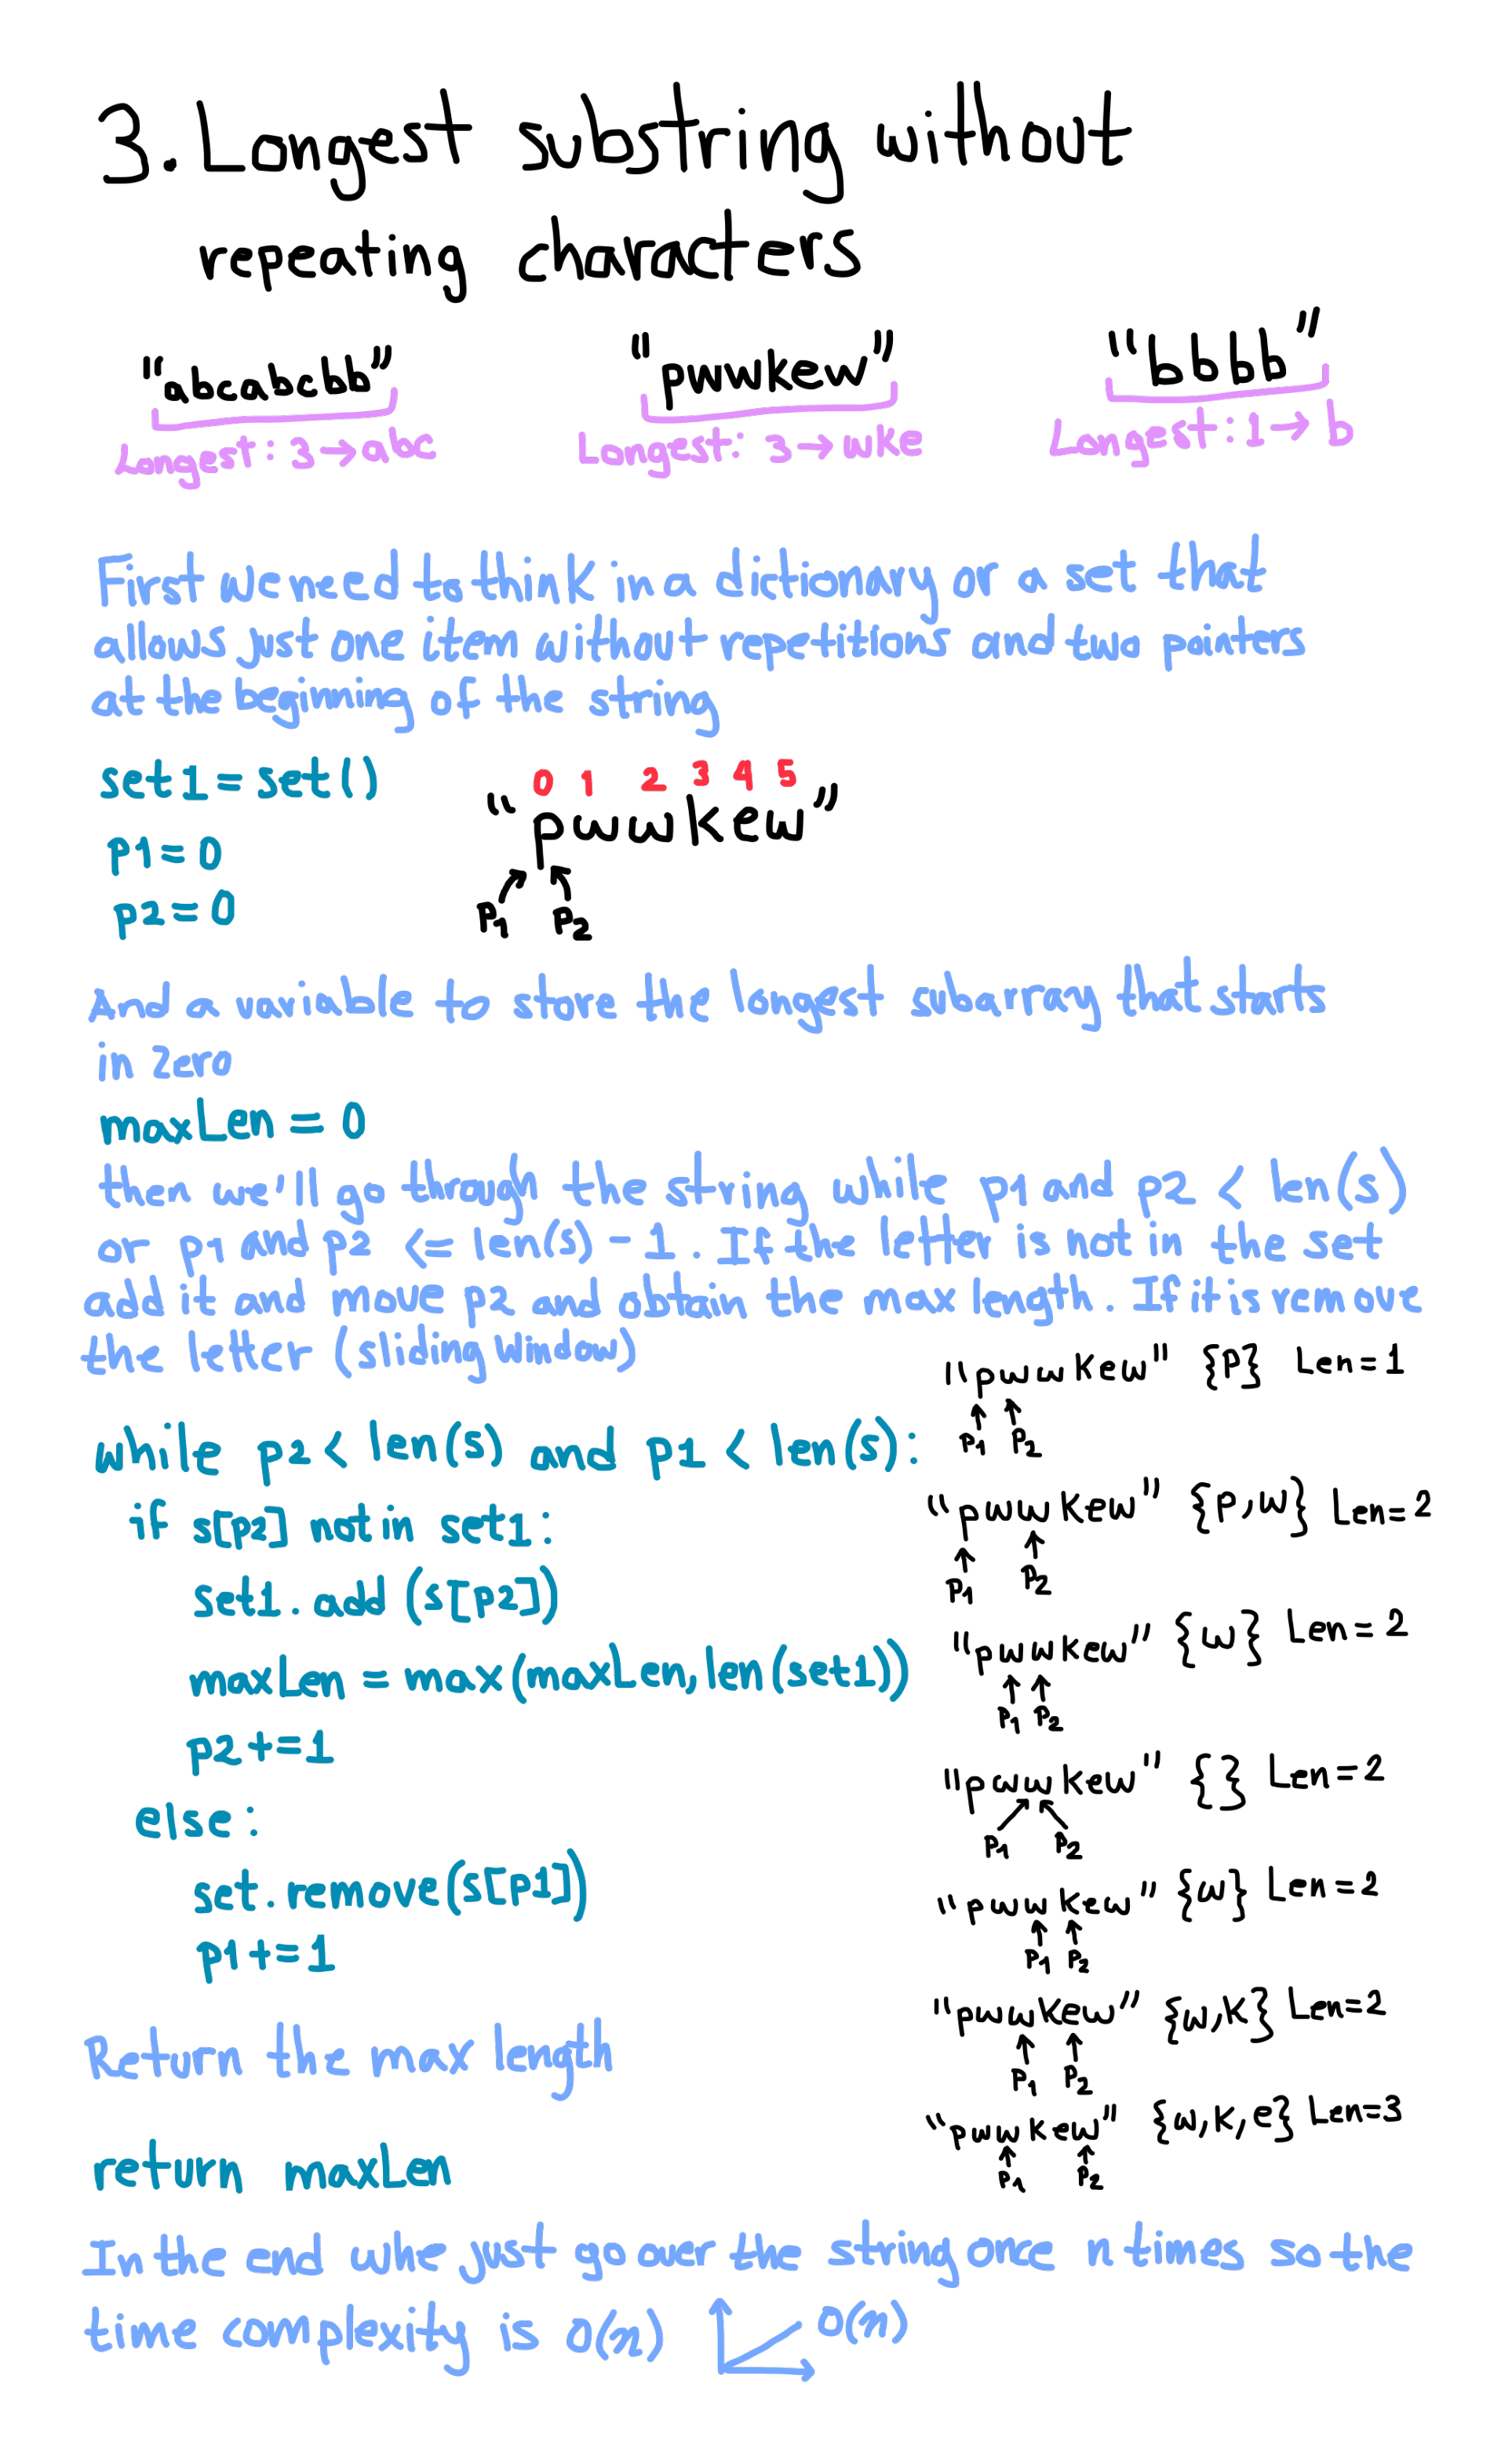 3. Longest substring without
repeating characters
"abcabcbb"
Longest: 3→abc
"pwwkew"
Longest: 3→wke
"bbbb"
Longest: 1→b
First we need to think in a dictionary or a set that
allows just one item without repetitions and two pointers
at the beginning of the string
set1 = set()
p1 = 0
p2 = 0
0 1 2 3 4 5
"pwwkew"
P1 P2
And a variable to store the longest subarray that starts
in zero
maxLen = 0
then we'll go through the string while p1 and p2 < len(s)
or p1 and p2 <= len(s) - 1. If the letter is not in the set
add it and move p2 and obtain the max length. If it is remove
the letter (sliding window)
while p2 < len(s) and p1 < len(s):
if s[p2] not in set1:
set1.add(s[p2])
maxLen = max(maxLen, len(set1))
p2 += 1
else:
set.remove(s[p1])
p1 += 1
"pwwkew" {p} Len=1
P1 P2
"pwwkew" {p,w} Len=2
P1 P2
"pwwkew" {w} Len=2
P1 P2
"pwwkew" {} Len=2
P1 P2
"pwwkew" {w} Len=2
P1 P2
"pwwkew" {w,k} Len=2
P1 P2
"pwwkew" {w,k,e} Len=3
P1 P2
Return the max length
return maxLen
In the end whe just go over the string once n times so the
time complexity is O(n) O(n)